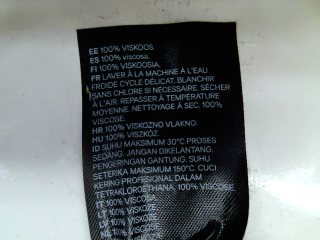 EE 100% VISKOOS.
ES 100% viscosa.
FI 100% VISKOOSIA.
FR LAVER À LA MACHINE À L'EAU
FROIDE CYCLE DÉLICAT. BLANCHIR
SANS CHLORE SI NÉCESSAIRE. SÉCHER
À L'AIR. REPASSER À TEMPÉRATURE
MOYENNE. NETTOYAGE À SEC. 100%
VISCOSE.
HR 100% VISKOZNO VLAKNO.
HU 100% VISZKÓZ.
ID SUHU MAKSIMUM 30°C PROSES
SEDANG. JANGAN DIKELANTANG.
PENGERINGAN GANTUNG. SUHU
SETERIKA MAKSIMUM 150°C. CUCI
KERING PROFESIONAL DALAM
TETRAKLOROETHANA. 100% VISCOSE
IT 100% VISCOSA.
LT 100% VISKOZĖ.
LV 100% VISKOZE.
NL 100%